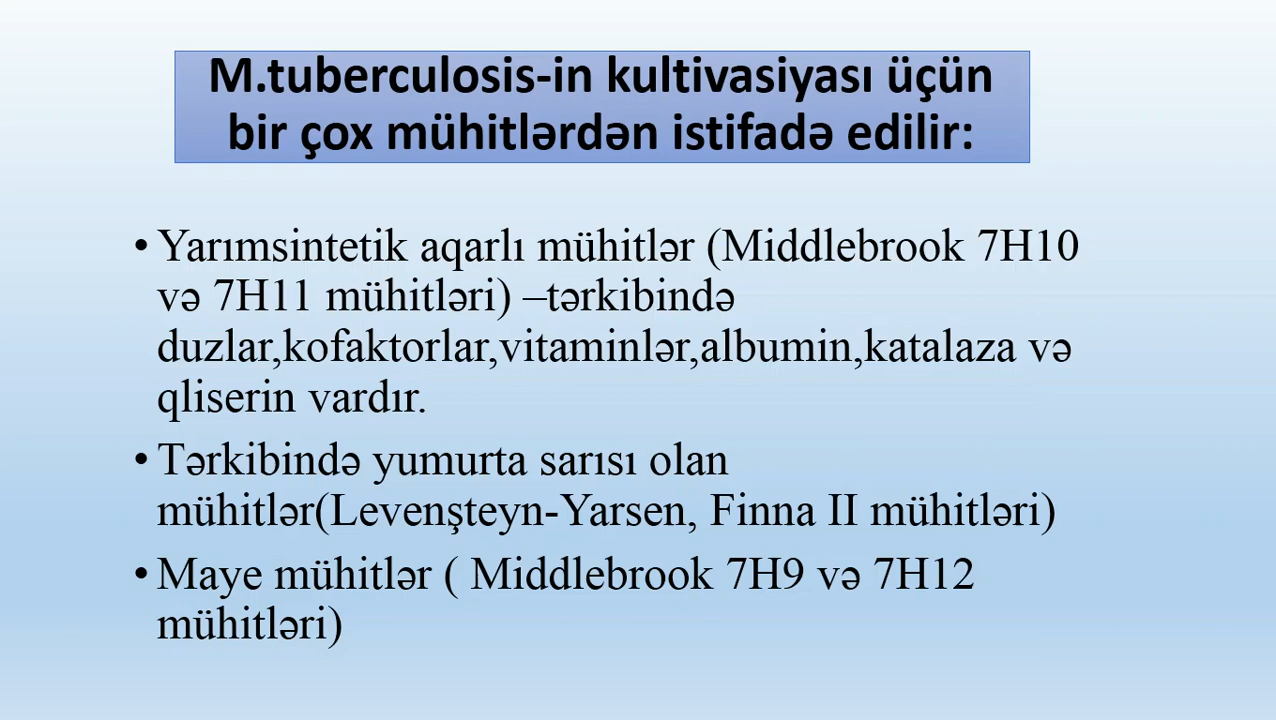 M.tuberculosis-in kultivasiyası üçün
bir çox mühitlərdən istifadə edilir:
• Yarımsintetik aqarlı mühitlər (Middlebrook 7H10
və 7H11 mühitləri) –tərkibində
duzlar,kofaktorlar,vitaminlər,albumin,katalaza və
qliserin vardır.
• Tərkibində yumurta sarısı olan
mühitlər(Levenşteyn-Yarsen, Finna II mühitləri)
• Maye mühitlər ( Middlebrook 7H9 və 7H12
mühitləri)